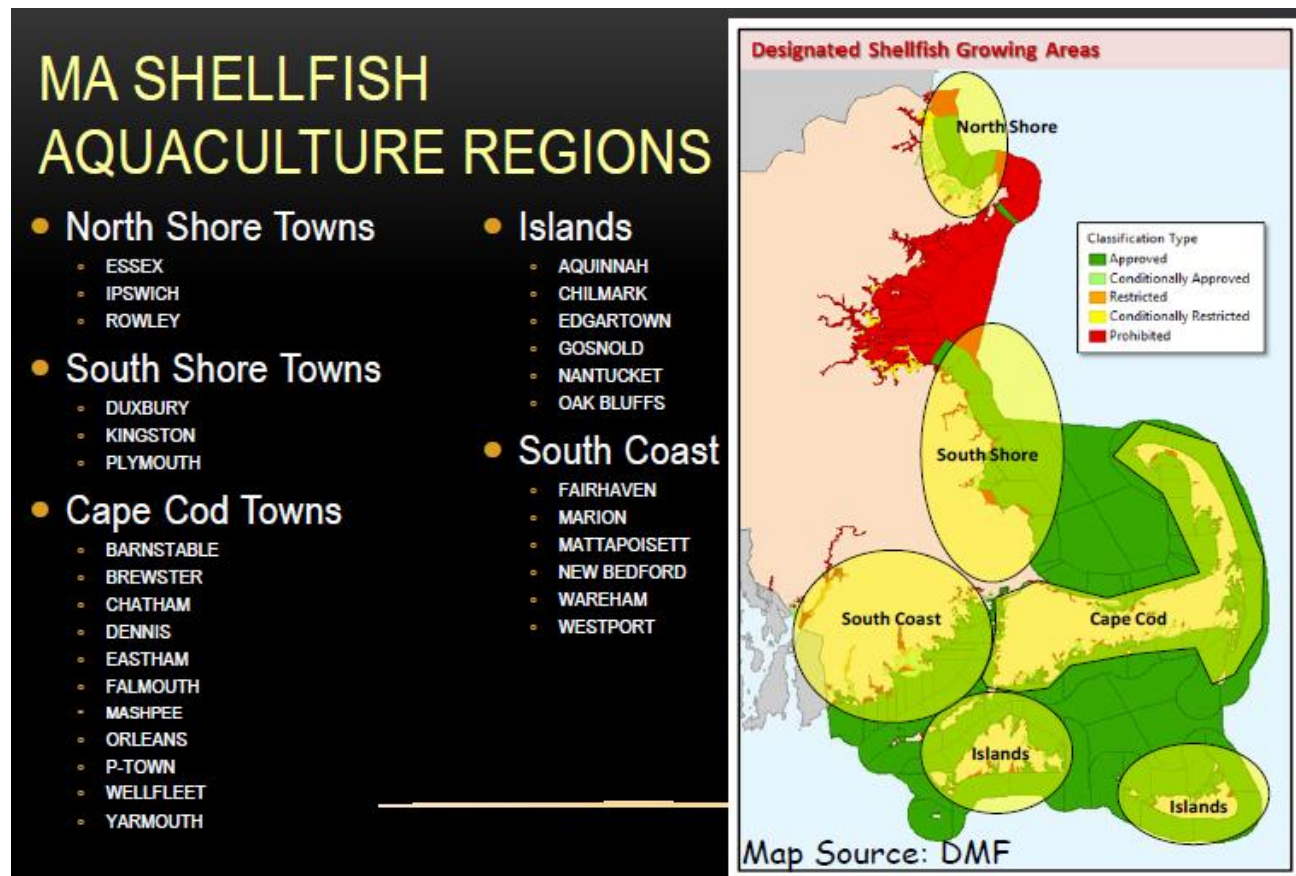 MA SHELLFISH
AQUACULTURE REGIONS
North Shore Towns
ESSEX
IPSWICH
ROWLEY
South Shore Towns
DUXBURY
KINGSTON
PLYMOUTH
Cape Cod Towns
BARNSTABLE
BREWSTER
CHATHAM
DENNIS
EASTHAM
FALMOUTH
MASHPEE
ORLEANS
P-TOWN
WELLFLEET
YARMOUTH
Islands
AQUINNAH
CHILMARK
EDGARTOWN
GOSNOLD
NANTUCKET
OAK BLUFFS
South Coast
FAIRHAVEN
MARION
MATTAPOISETT
NEW BEDFORD
WAREHAM
WESTPORT
Designated Shellfish Growing Areas
North Shore
Classification Type
Approved
Conditionally Approved
Restricted
Conditionally Restricted
Prohibited
South Shore
South Coast
Cape Cod
Islands
Islands
Map Source: DMF